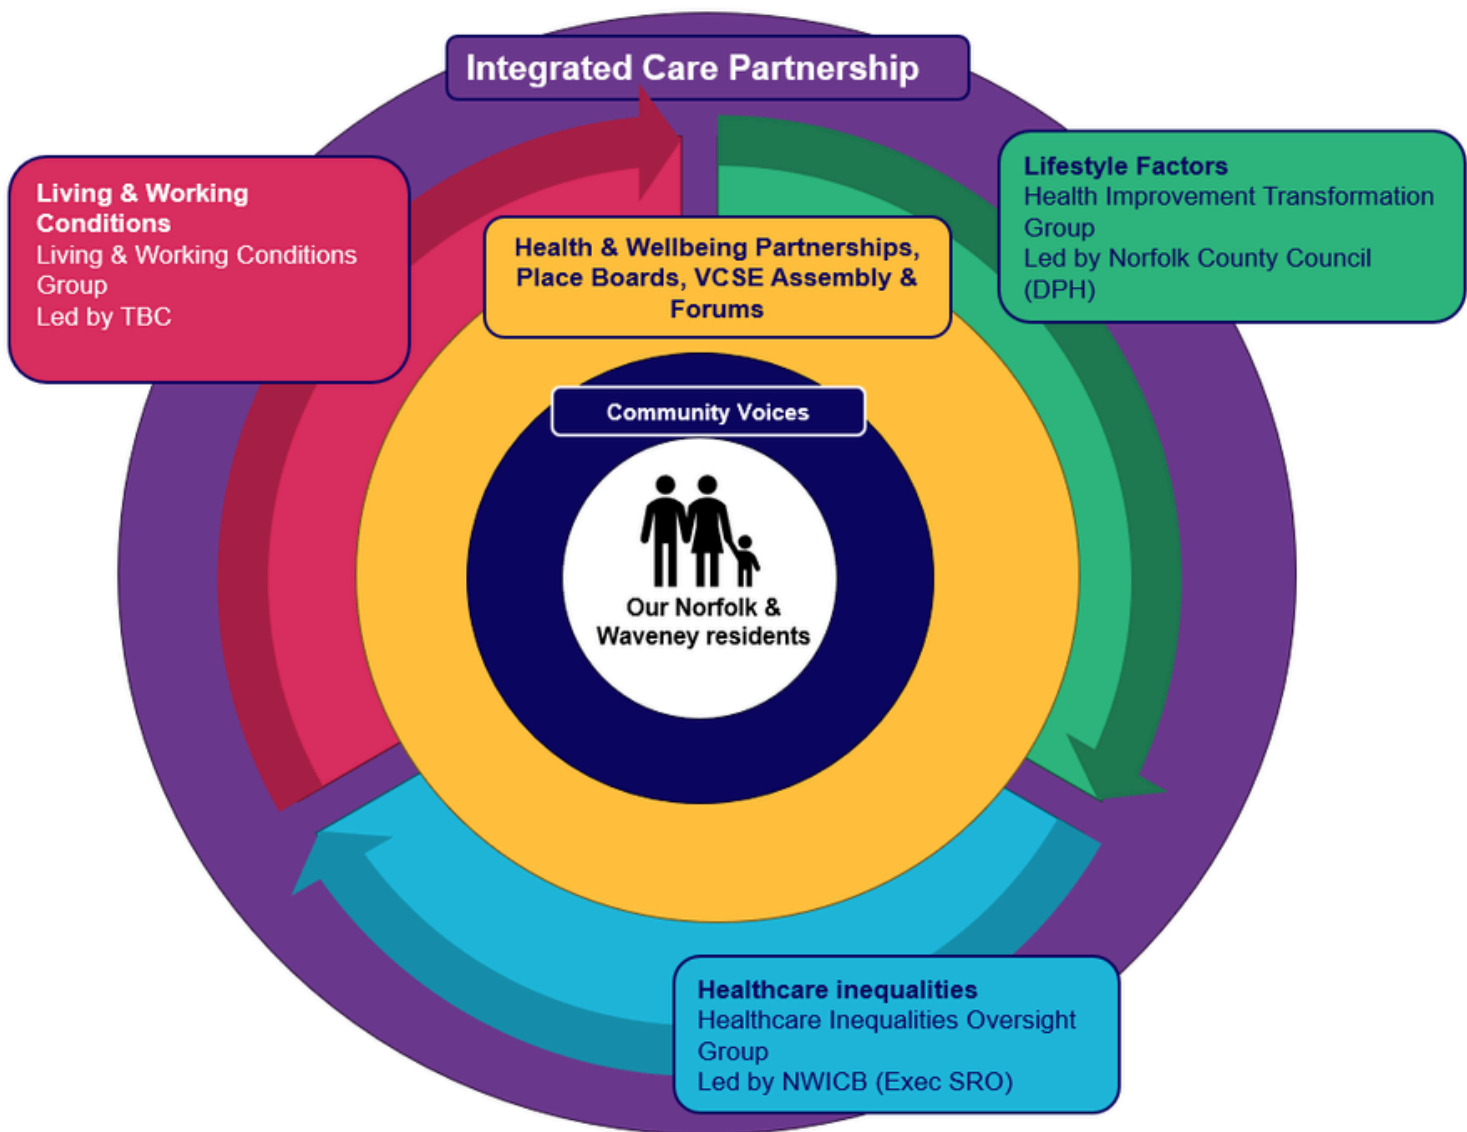 Integrated Care Partnership
Living & Working
Conditions
Living & Working Conditions
Group
Led by TBC
Lifestyle Factors
Health Improvement Transformation
Group
Led by Norfolk County Council
(DPH)
Health & Wellbeing Partnerships,
Place Boards, VCSE Assembly &
Forums
Community Voices
Our Norfolk &
Waveney residents
Healthcare inequalities
Healthcare Inequalities Oversight
Group
Led by NWICB (Exec SRO)